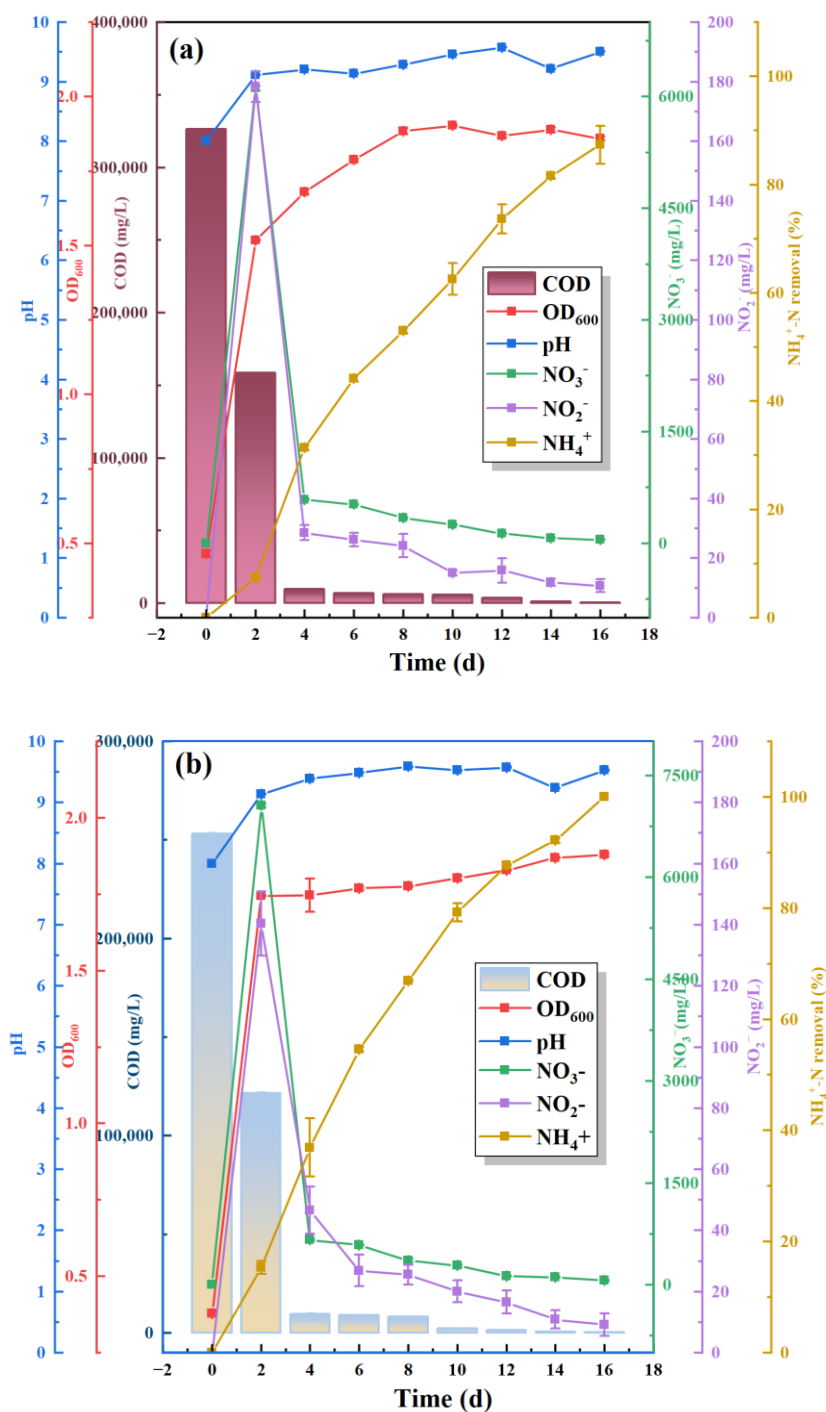 (a)
10
9
8
7
6
5
4
3
2
1
0
pH
2.0
1.5
1.0
0.5
OD600
400,000
300,000
200,000
100,000
0
COD (mg/L)
6000
4500
3000
1500
0
NO3- (mg/L)
200
180
160
140
120
100
80
60
40
20
0
NO2- (mg/L)
100
80
60
40
20
0
NH4+-N removal (%)
COD
OD600
pH
NO3-
NO2-
NH4+
−2 0 2 4 6 8 10 12 14 16 18
Time (d)
(b)
10
9
8
7
6
5
4
3
2
1
0
pH
2.0
1.5
1.0
0.5
OD600
300,000
200,000
100,000
0
COD (mg/L)
7500
6000
4500
3000
1500
0
NO3− (mg/L)
200
180
160
140
120
100
80
60
40
20
0
NO2− (mg/L)
100
80
60
40
20
0
NH4+-N removal (%)
COD
OD600
pH
NO3-
NO2-
NH4+
−2 0 2 4 6 8 10 12 14 16 18
Time (d)